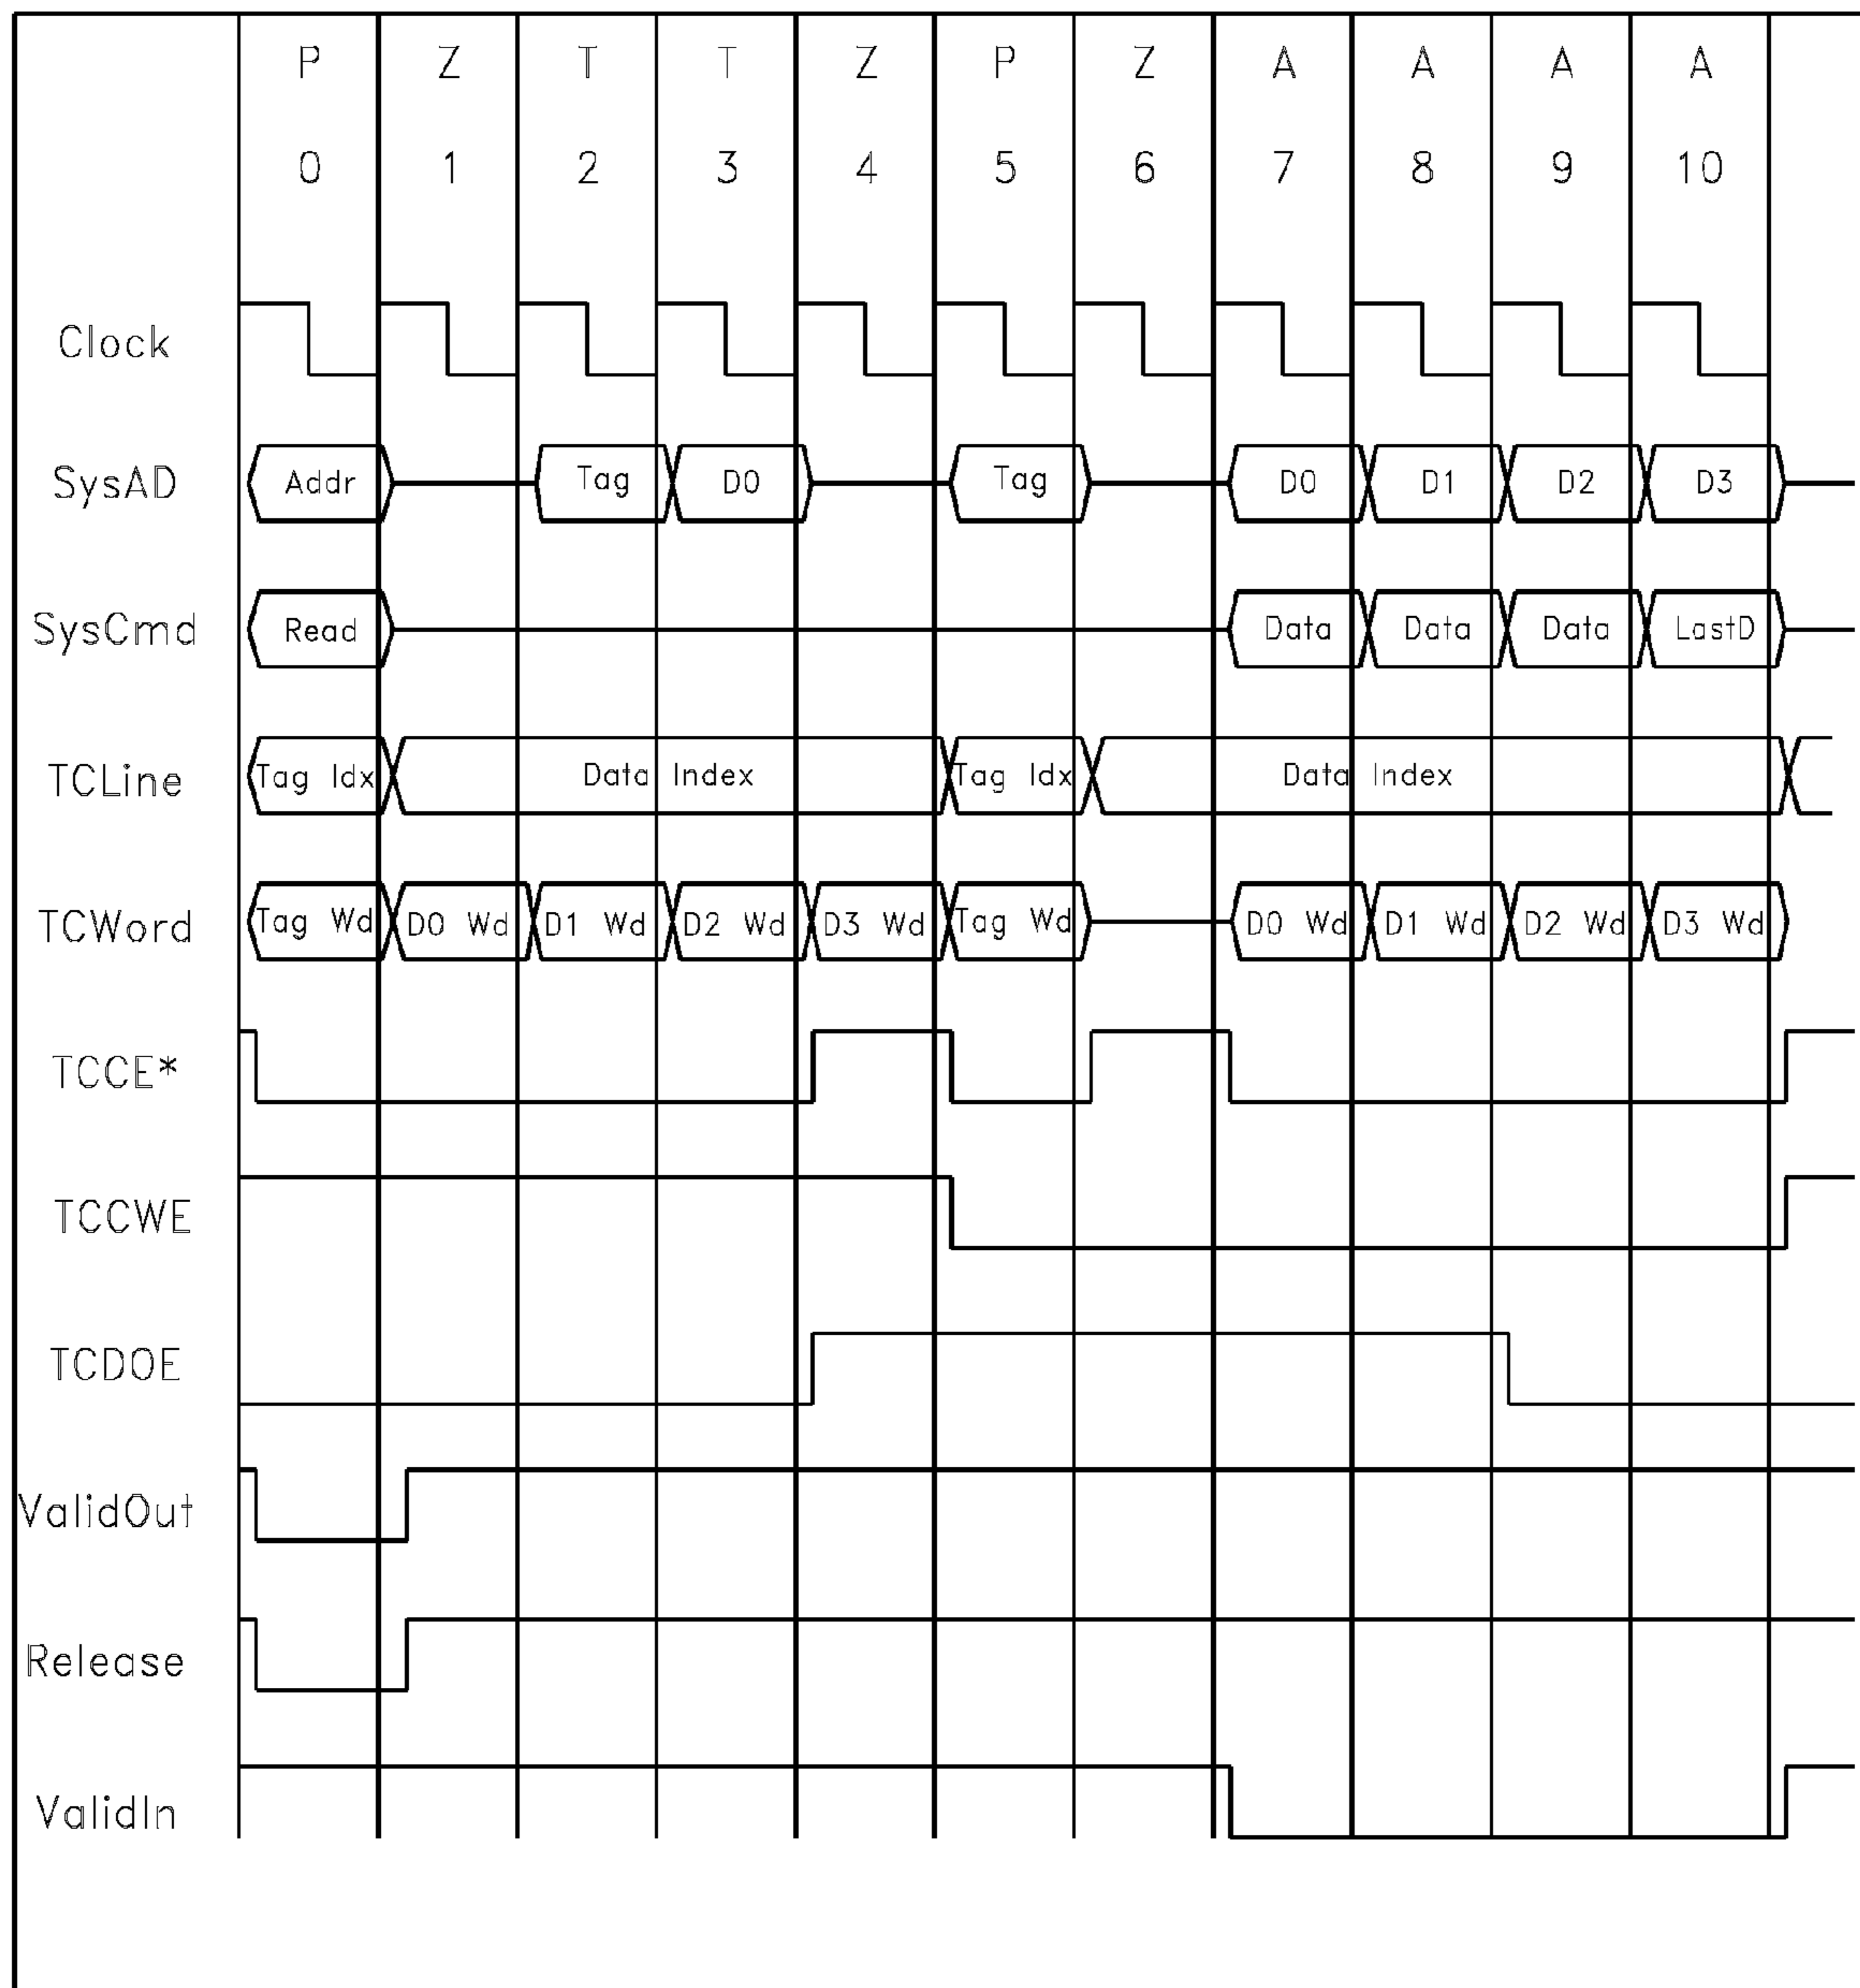 P Z T T Z P Z A A A A
0 1 2 3 4 5 6 7 8 9 10
Clock
SysAD Addr Tag D0 Tag D0 D1 D2 D3
SysCmd Read Data Data Data LastD
TCLine Tag Idx Data Index Tag Idx Data Index
TCWord Tag Wd D0 Wd D1 Wd D2 Wd D3 Wd Tag Wd D0 Wd D1 Wd D2 Wd D3 Wd
TCCE*
TCCWE
TCDOE
ValidOut
Release
ValidIn